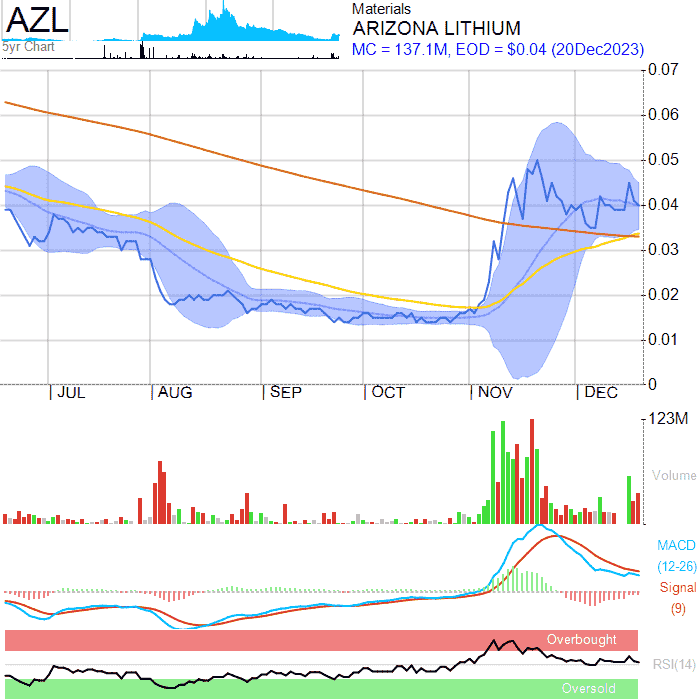 AZL
5yr Chart
Materials
ARIZONA LITHIUM
MC = 137.1M, EOD = $0.04 (20Dec2023)
0.07
0.06
0.05
0.04
0.03
0.02
0.01
0
JUL AUG SEP OCT NOV DEC
123M
Volume
MACD
(12-26)
Signal
(9)
Overbought
RSI(14)
Oversold